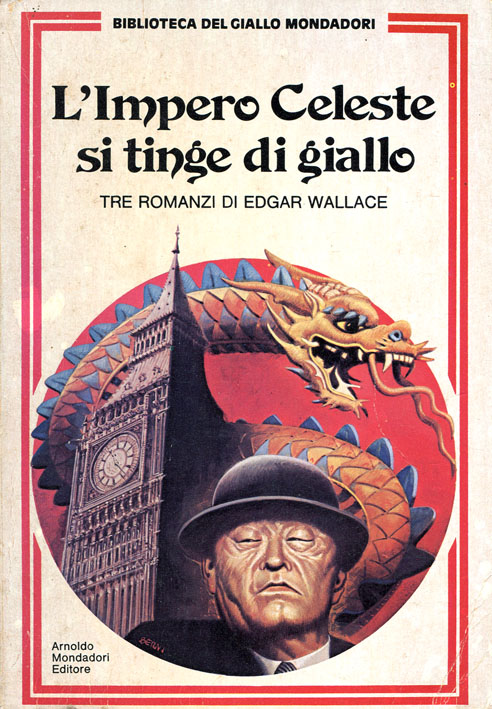 BIBLIOTECA DEL GIALLO MONDADORI
L'Impero Celeste
si tinge di giallo
TRE ROMANZI DI EDGAR WALLACE
Arnoldo
Mondadori
Editore